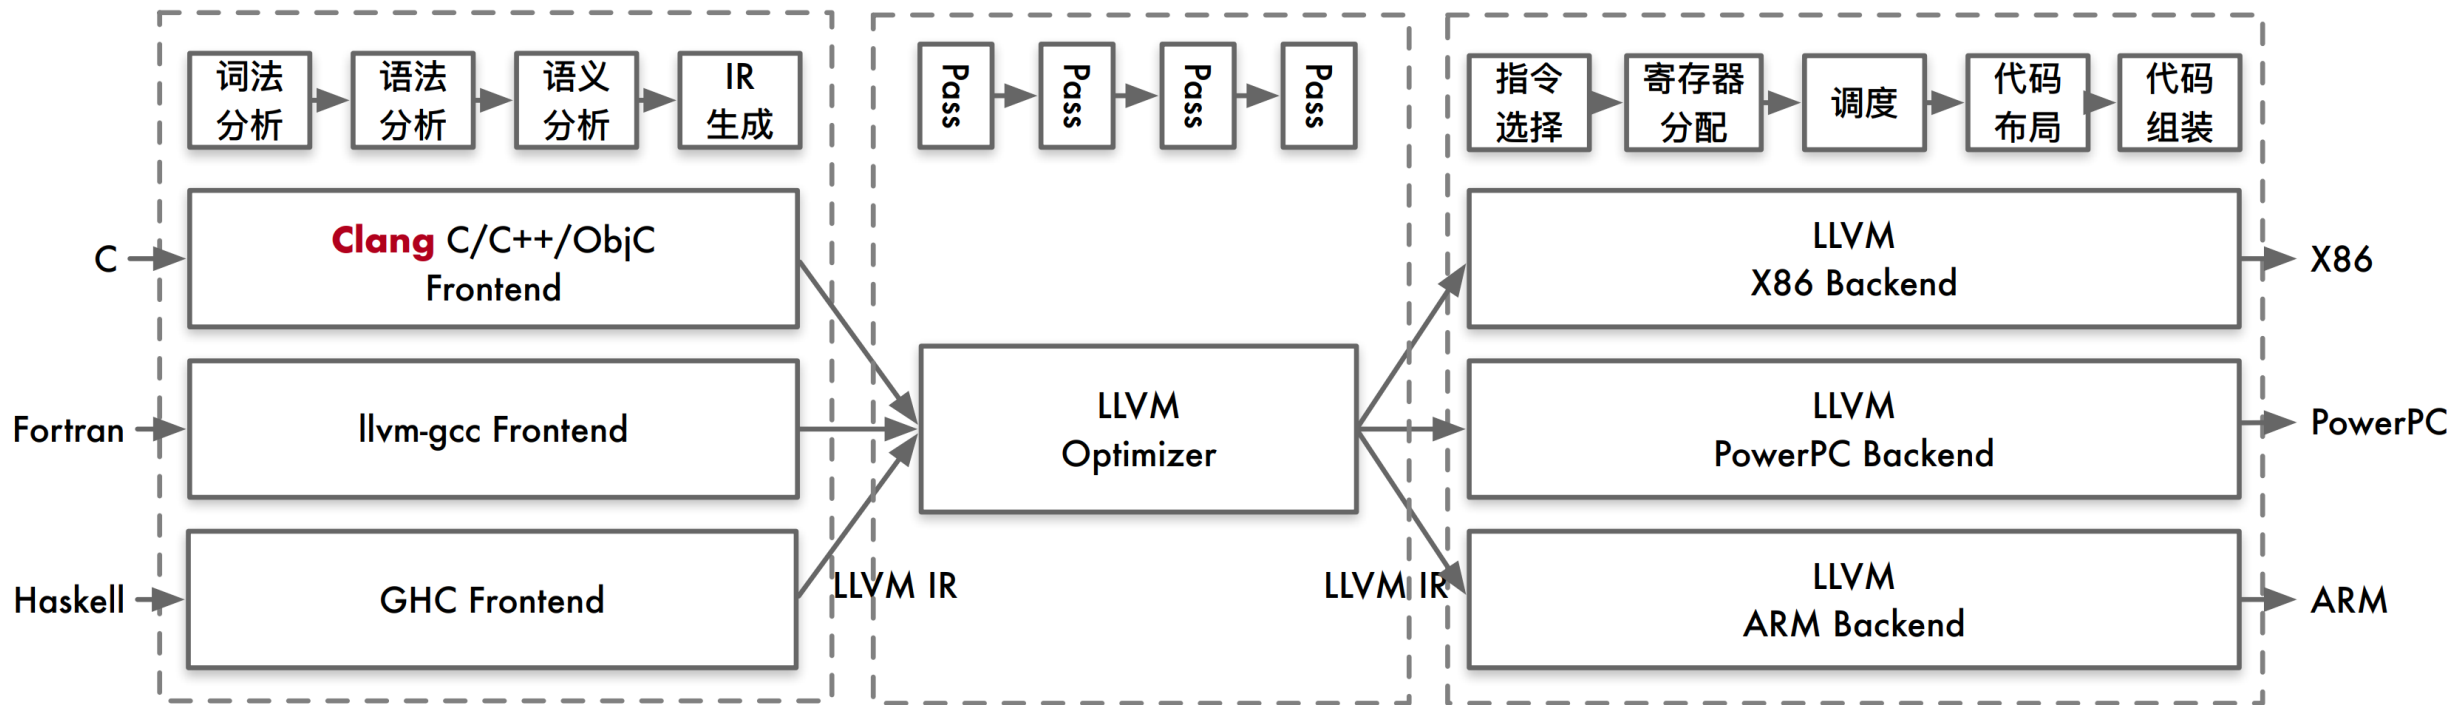 词法
分析
语法
分析
语义
分析
IR
生成
Pass
Pass
Pass
Pass
指令
选择
寄存器
分配
调度
代码
布局
代码
组装
C
Clang C/C++/ObjC
Frontend
Fortran
llvm-gcc Frontend
Haskell
GHC Frontend
LLVM IR
LLVM
Optimizer
LLVM IR
LLVM
X86 Backend
X86
LLVM
PowerPC Backend
PowerPC
LLVM
ARM Backend
ARM